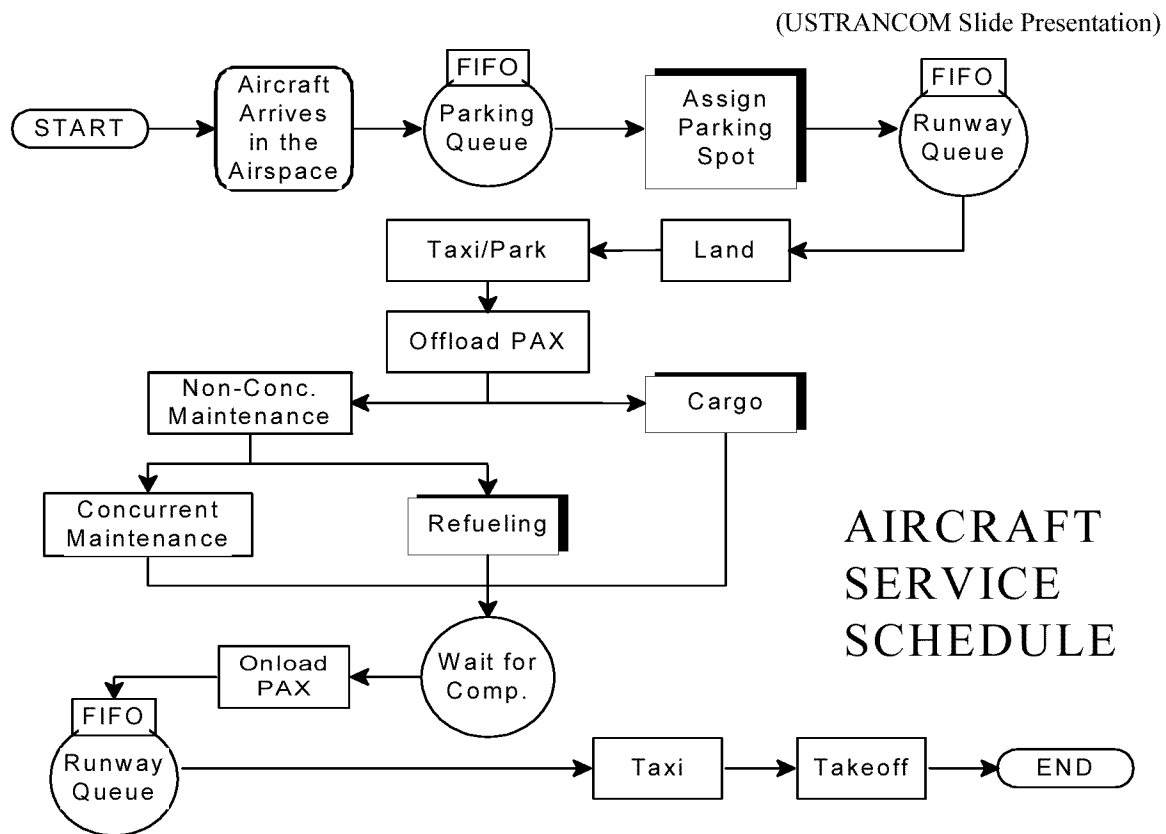 (USTRANCOM Slide Presentation)
START
Aircraft
Arrives
in the
Airspace
FIFO
Parking
Queue
Assign
Parking
Spot
FIFO
Runway
Queue
Taxi/Park
Land
Offload PAX
Non-Conc.
Maintenance
Cargo
Concurrent
Maintenance
Refueling
AIRCRAFT
SERVICE
SCHEDULE
Wait for
Comp.
Onload
PAX
FIFO
Runway
Queue
Taxi
Takeoff
END